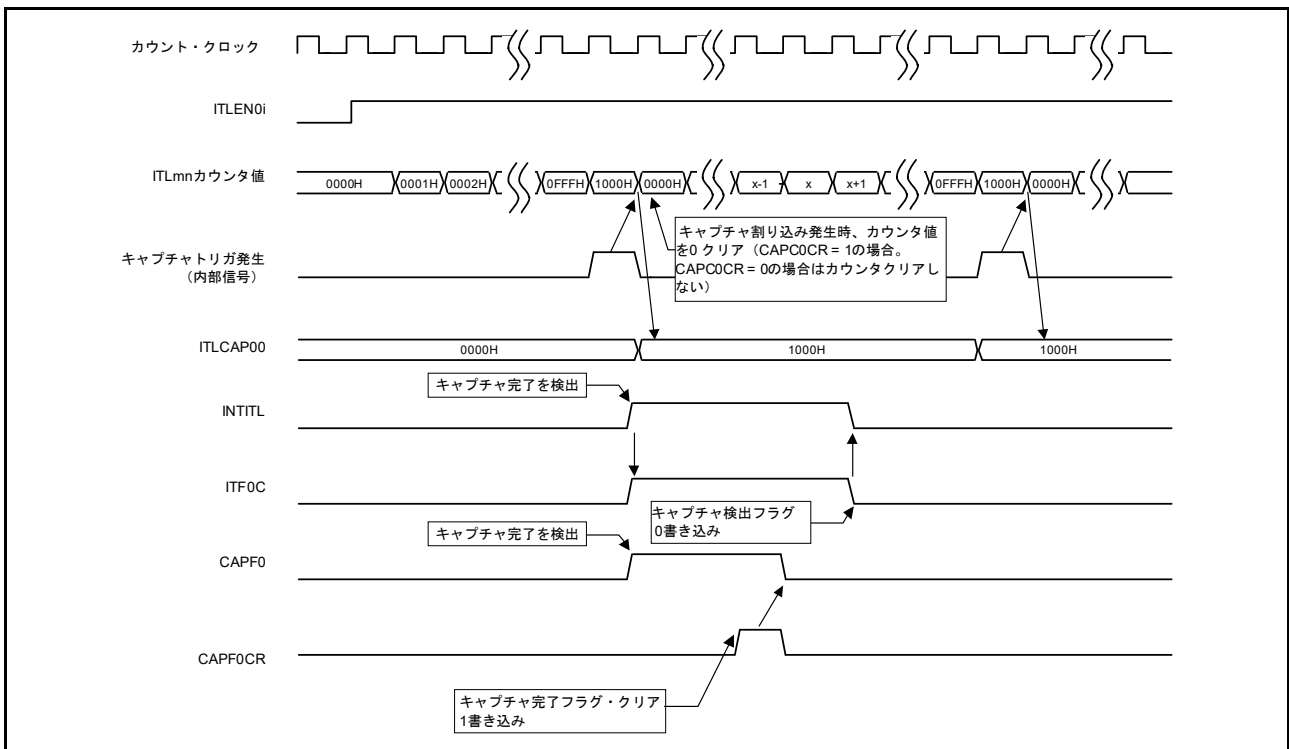 カウント・クロック
ITLEN0i
ITLmnカウンタ値
0000H 0001H 0002H 0FFFH 1000H 0000H x-1 x x+1 0FFFH 1000H 0000H
キャプチャ割り込み発生時、カウンタ値
を0 クリア（CAPC0CR = 1の場合。
CAPC0CR = 0の場合はカウンタクリアし
ない）
キャプチャトリガ発生
（内部信号）
ITLCAP00
0000H 1000H 1000H
キャプチャ完了を検出
INTITL
ITF0C
キャプチャ検出フラグ
0書き込み
キャプチャ完了を検出
CAPF0
CAPF0CR
キャプチャ完了フラグ・クリア
1書き込み